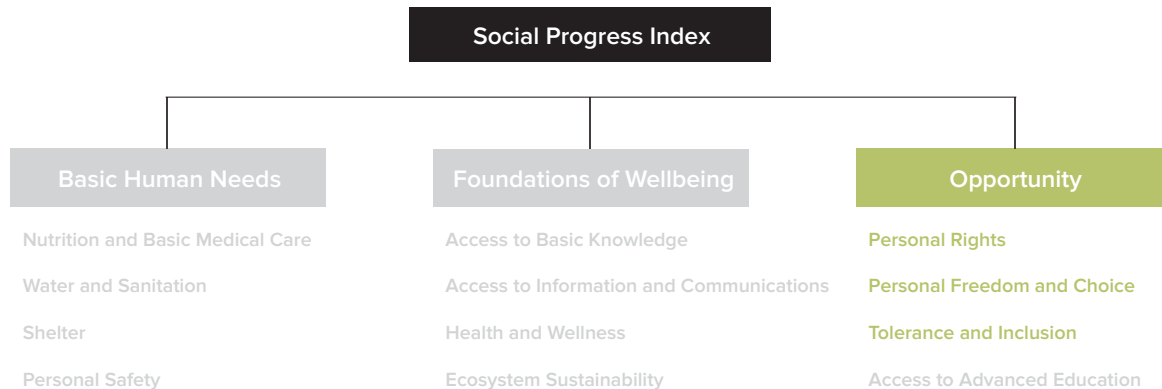 Social Progress Index
Basic Human Needs
Nutrition and Basic Medical Care
Water and Sanitation
Shelter
Personal Safety
Foundations of Wellbeing
Access to Basic Knowledge
Access to Information and Communications
Health and Wellness
Ecosystem Sustainability
Opportunity
Personal Rights
Personal Freedom and Choice
Tolerance and Inclusion
Access to Advanced Education